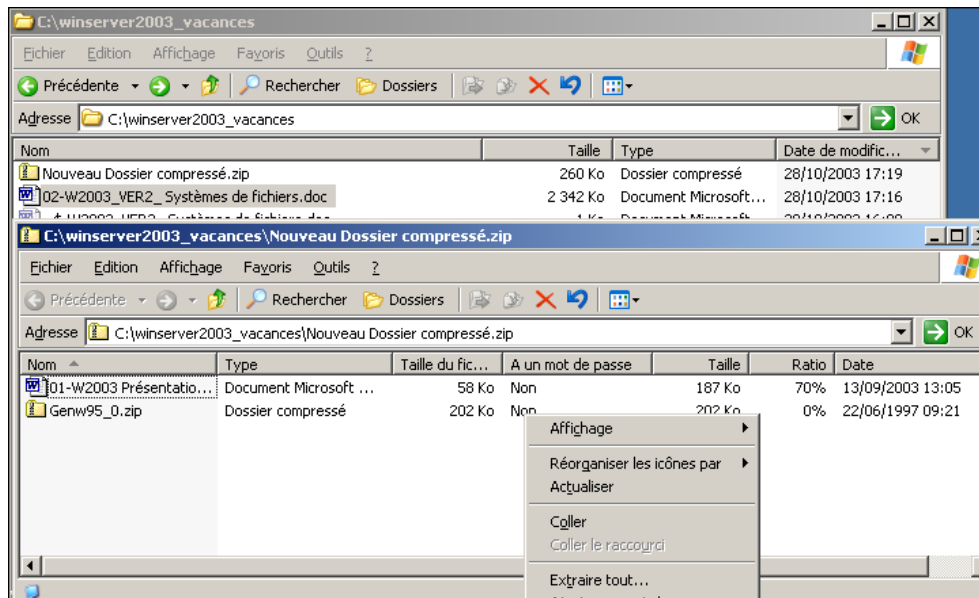 C:\winserver2003_vacances
Fichier Edition Affichage Favoris Outils ?
Précédente Rechercher Dossiers
Adresse C:\winserver2003_vacances OK
Nom Taille Type Date de modific...
Nouveau Dossier compressé.zip 260 Ko Dossier compressé 28/10/2003 17:19
02-W2003_VER2_ Systèmes de fichiers.doc 2 342 Ko Document Microsoft... 28/10/2003 17:16
C:\winserver2003_vacances\Nouveau Dossier compressé.zip
Fichier Edition Affichage Favoris Outils ?
Précédente Rechercher Dossiers
Adresse C:\winserver2003_vacances\Nouveau Dossier compressé.zip OK
Nom Type Taille du fic... A un mot de passe Taille Ratio Date
01-W2003 Présentatio... Document Microsoft ... 58 Ko Non 187 Ko 70% 13/09/2003 13:05
Genw95_0.zip Dossier compressé 202 Ko Non 202 Ko 0% 22/06/1997 09:21
Affichage
Réorganiser les icônes par
Actualiser
Coller
Coller le raccourci
Extraire tout...